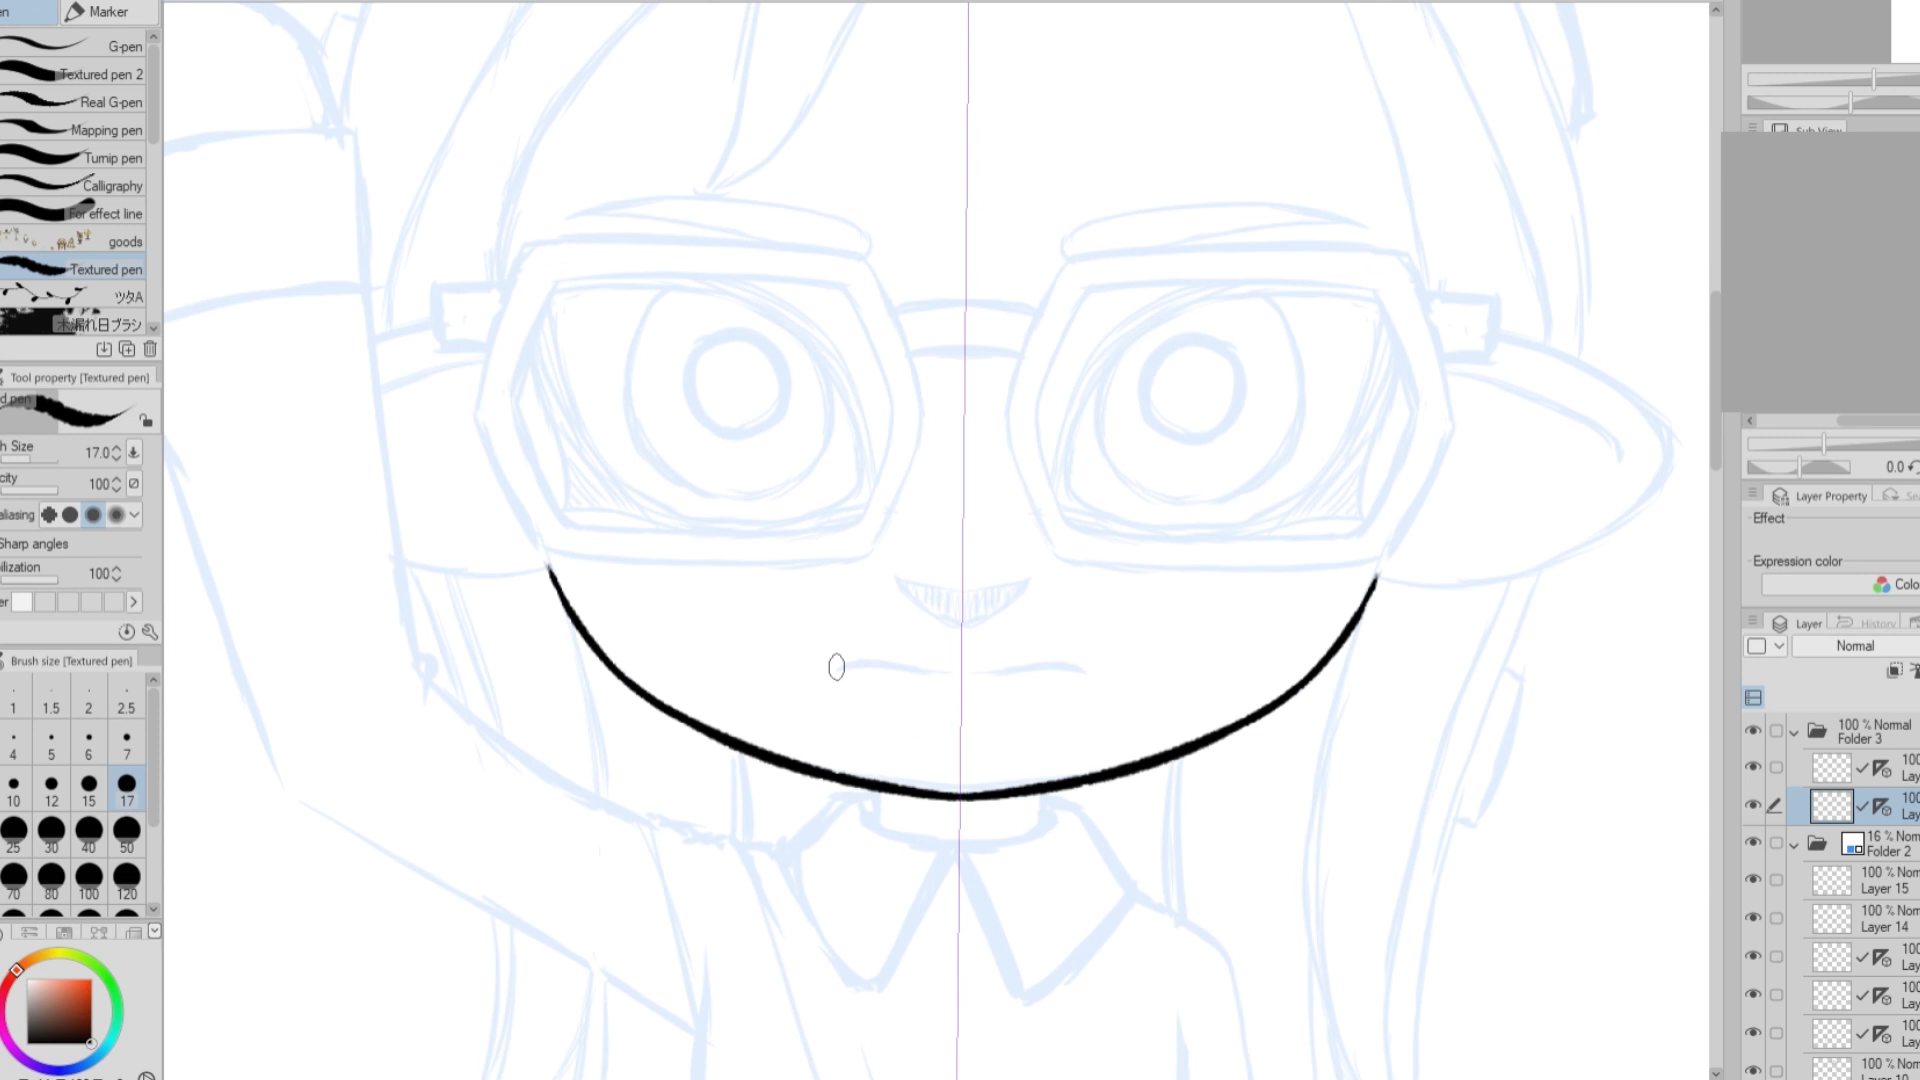 en
Marker
G-pen
Textured pen 2
Real G-pen
Mapping pen
Turnip pen
Calligraphy
For effect line
goods
Textured pen
ツタA
木漏れ日ブラシ
Tool property [Textured pen]
d pen
h Size
17.0
city
100
aliasing
Sharp angles
ilization
100
er
Brush size [Textured pen]
1 1.5 2 2.5
4 5 6 7
10 12 15 17
25 30 40 50
70 80 100 120
Sub View
0.0
Layer Property
Effect
Expression color
Colo
Layer
History
Normal
100 % Normal
Folder 3
100
Lay
100
Lay
16 % Norm
Folder 2
100 % Norm
Layer 15
100 % Norm
Layer 14
100
Lay
100
Lay
100
Lay
100 % Norm